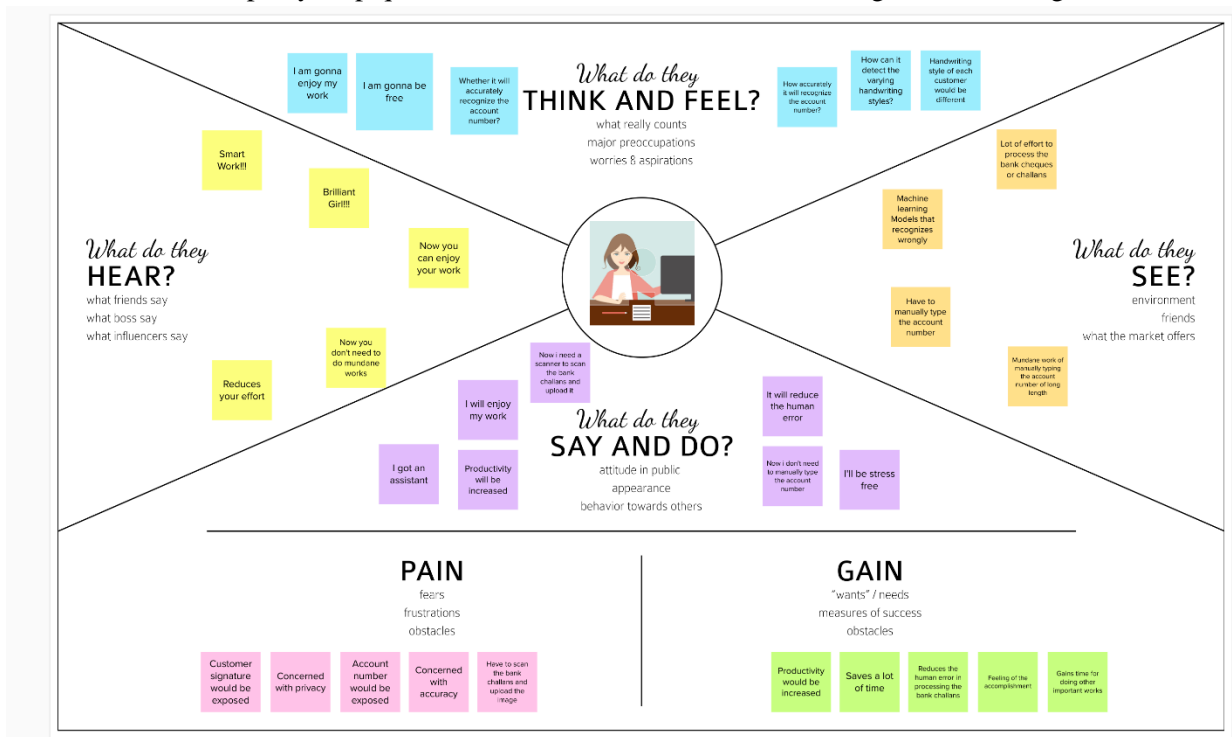 I am gonna
enjoy my
work
I am gonna be
free
Whether it will
accurately
recognize the
account
number?
What do they
THINK AND FEEL?
what really counts
major preoccupations
worries & aspirations
How accurately
it will recognize
the account
number?
How can it
detect the
varying
handwriting
styles?
Handwriting
style of each
customer
would be
different
Smart
Work!!!
Brilliant
Girl!!!
Now you
can enjoy
your work
What do they
HEAR?
what friends say
what boss say
what influencers say
Now you
don't need to
do mundane
works
Reduces
your effort
Lot of effort to
process the
bank cheques
or challans
Machine
learning
Models that
recognizes
wrongly
What do they
SEE?
environment
friends
what the market offers
Have to
manually type
the account
number
Mundane work of
manually typing
the account
number of long
length
Now i need a
scanner to scan
the bank
challans and
upload it
I will enjoy
my work
I got an
assistant
Productivity
will be
increased
What do they
SAY AND DO?
attitude in public
appearance
behavior towards others
It will reduce
the human
error
Now i don't need
to manually type
the account
number
I'll be stress
free
PAIN
fears
frustrations
obstacles
Customer
signature
would be
exposed
Concerned
with privacy
Account
number
would be
exposed
Concerned
with
accuracy
Have to scan
the bank
challans and
upload the
image
GAIN
"wants" / needs
measures of success
obstacles
Productivity
would be
increased
Saves a lot
of time
Reduces the
human error in
processing the
bank challans
Feeling of the
accomplishment
Gains time for
doing other
important works